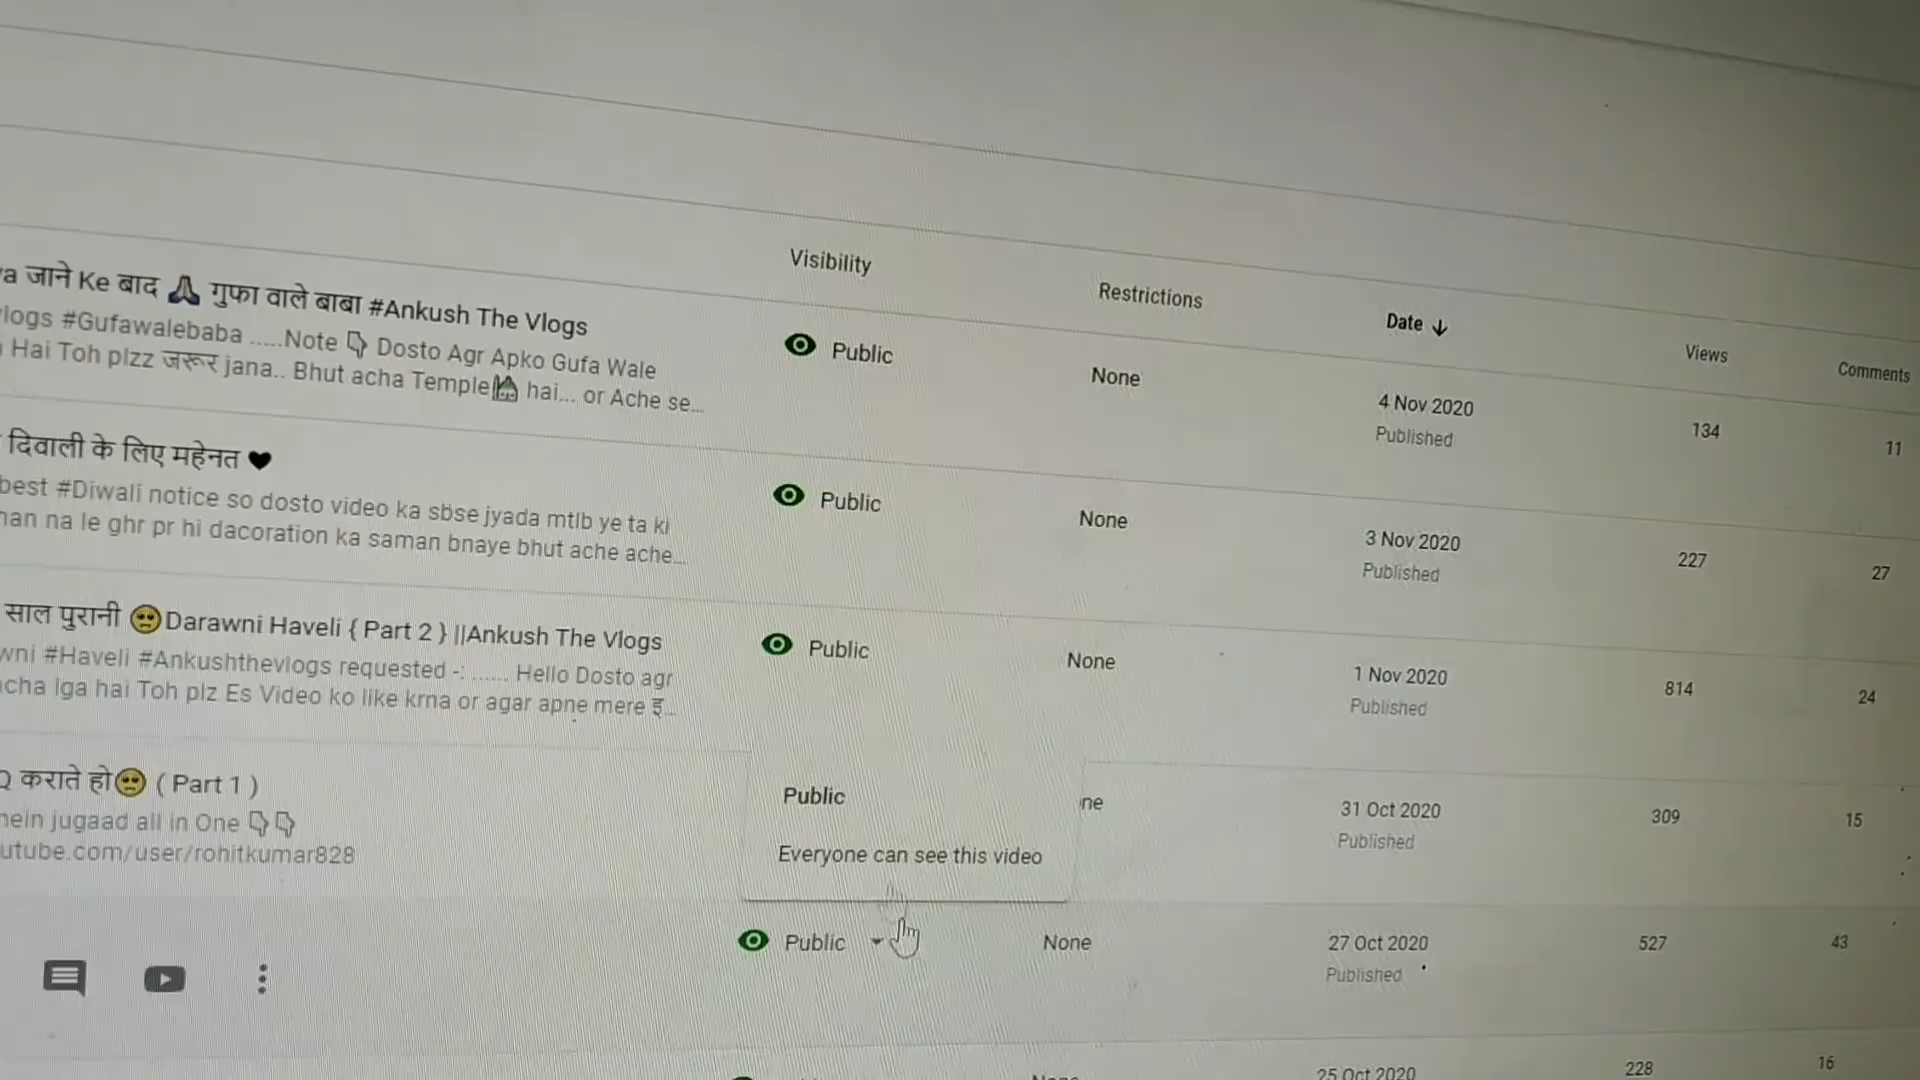 Visibility
Restrictions
Date
Views
Comments
जाने Ke बाद 🙏 गुफा वाले बाबा #Ankush The Vlogs
#Gufawalebaba ......Note 👇 Dosto Agr Apko Gufa Wale
Hai Toh plzz जरूर jana.. Bhut acha Temple🛕 hai... or Ache se...
Public
None
4 Nov 2020
Published
134
11
दिवाली के लिए महेनत ♥
best #Diwali notice so dosto video ka sbse jyada mtlb ye ta ki
na le ghr pr hi dacoration ka saman bnaye bhut ache ache...
Public
None
3 Nov 2020
Published
227
27
साल पुरानी 🥺Darawni Haveli { Part 2 } ||Ankush The Vlogs
#Haveli #Ankushthevlogs requested -: ....... Hello Dosto agr
lga hai Toh plz Es Video ko like krna or agar apne mere इ...
Public
None
1 Nov 2020
Published
814
24
कराते हो🥺 ( Part 1 )
mein jugaad all in One 👇👇
utube.com/user/rohitkumar828
Public
Everyone can see this video
ne
31 Oct 2020
Published
309
15
Public
None
27 Oct 2020
Published
527
43
25 Oct 2020
228
16